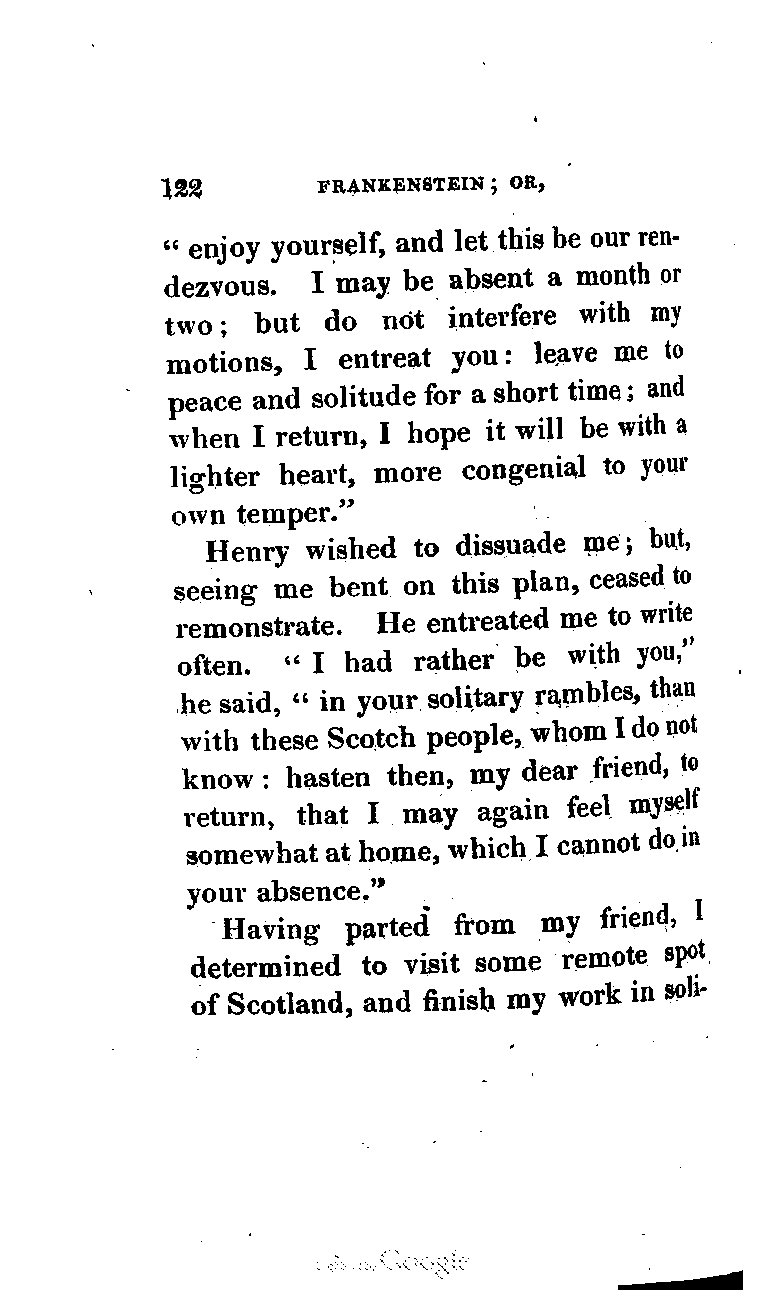 122 FRANKENSTEIN; OR,
“ enjoy yourself, and let this be our ren-
dezvous. I may be absent a month or
two; but do not interfere with my
motions, I entreat you: leave me to
peace and solitude for a short time; and
when I return, I hope it will be with a
lighter heart, more congenial to your
own temper.”
Henry wished to dissuade me; but,
seeing me bent on this plan, ceased to
remonstrate. He entreated me to write
often. “ I had rather be with you,”
he said, “ in your solitary rambles, than
with these Scotch people, whom I do not
know: hasten then, my dear friend, to
return, that I may again feel myself
somewhat at home, which I cannot do in
your absence.”
Having parted from my friend, I
determined to visit some remote spot
of Scotland, and finish my work in soli-
Google